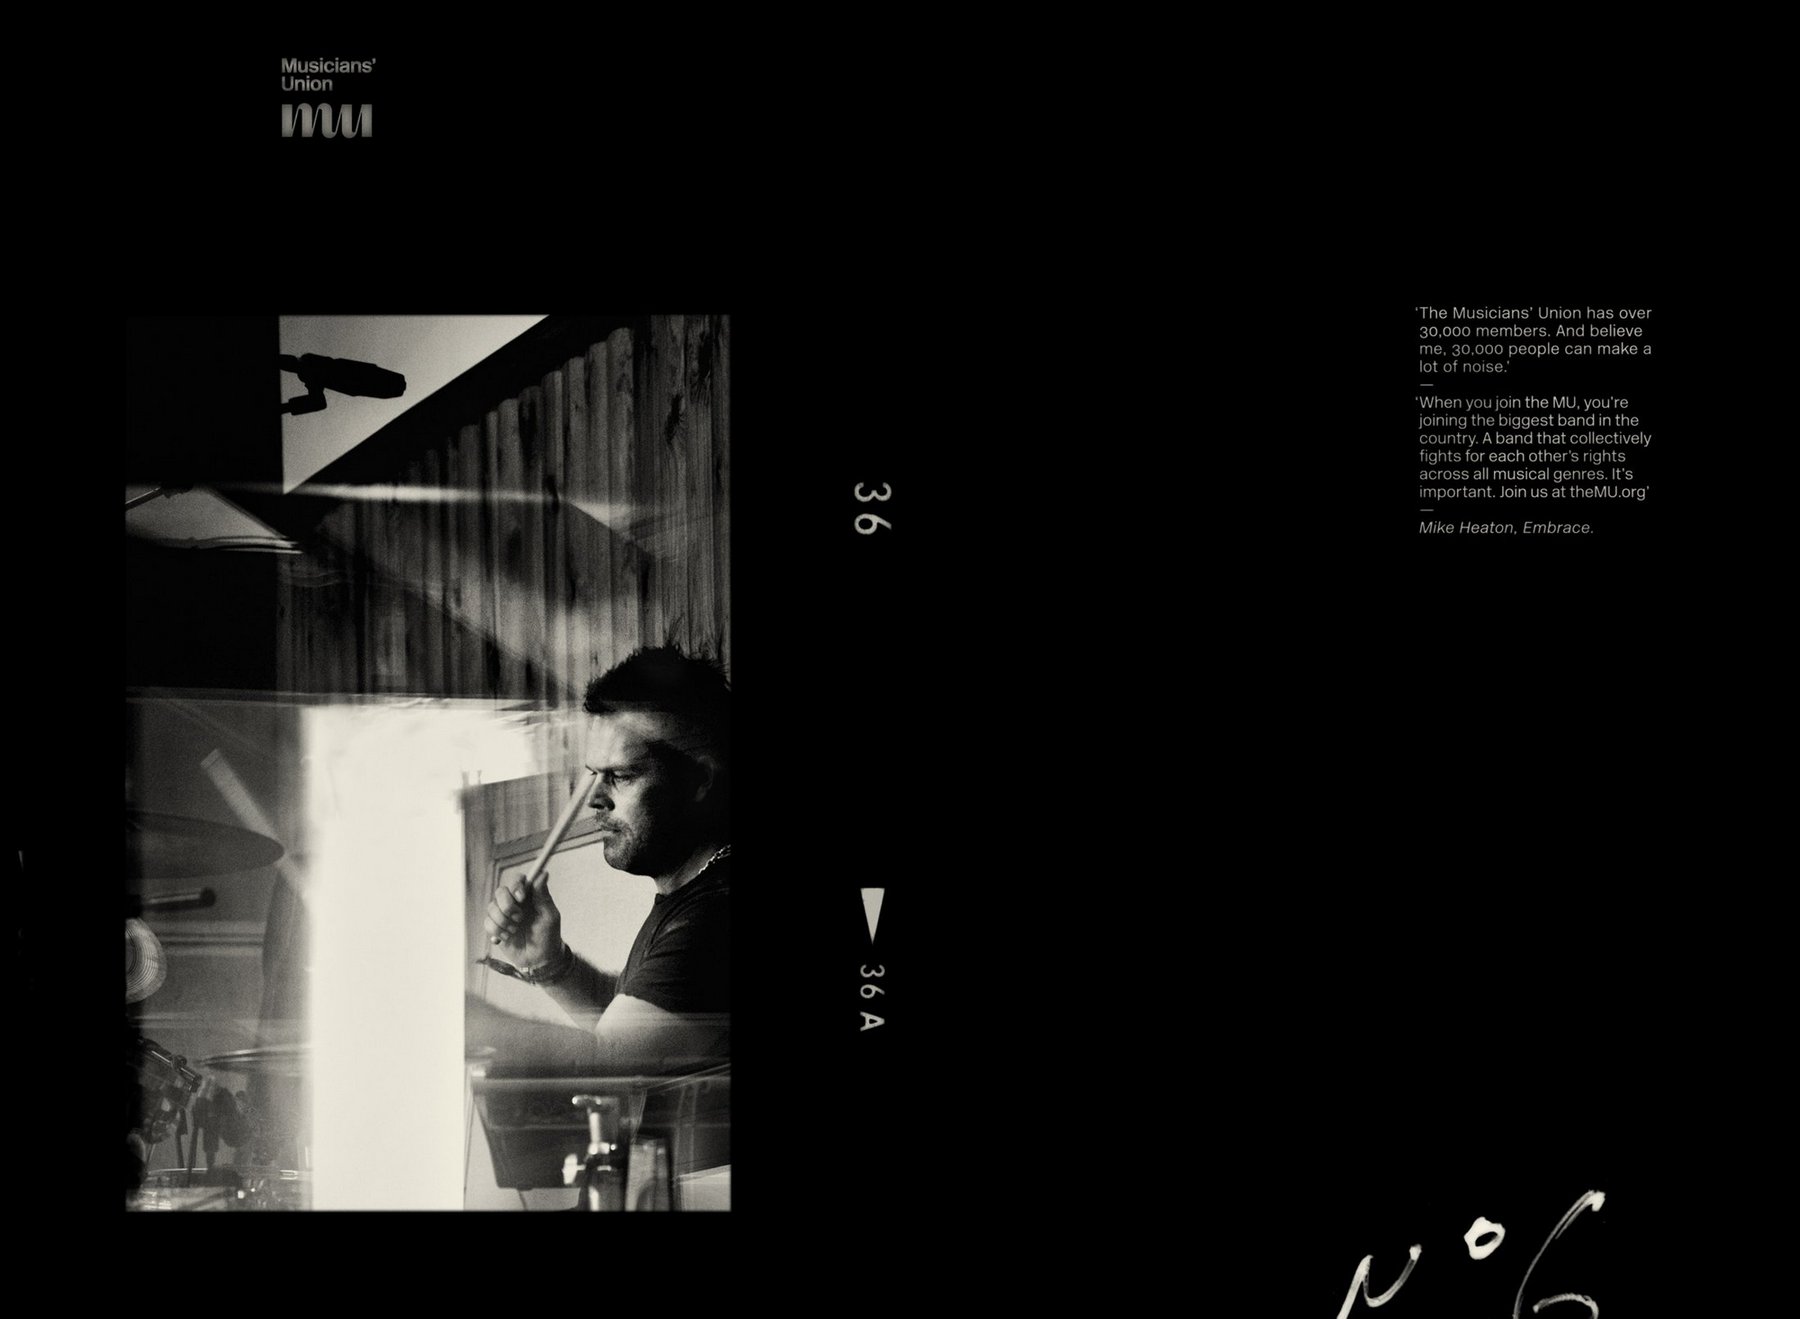 Musicians’
Union
mu
‘The Musicians’ Union has over
30,000 members. And believe
me, 30,000 people can make a
lot of noise.’
—
‘When you join the MU, you’re
joining the biggest band in the
country. A band that collectively
fights for each other’s rights
across all musical genres. It’s
important. Join us at theMU.org’
—
Mike Heaton, Embrace.
36
36 A
Nº6